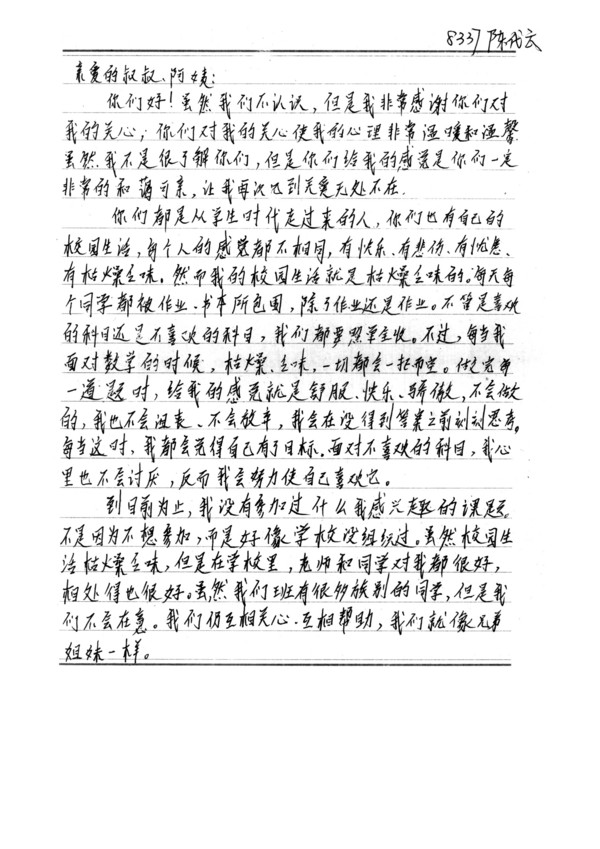 8337 陈代云
亲爱的叔叔、阿姨：
你们好！虽然我们不认识，但是我非常感谢你们对
我的关心，你们对我的关心使我的心理非常温暖和温馨
虽然我不是很了解你们，但是你们给我的感觉是你们一定
非常的和蔼可亲，让我再次感到关爱无处不在.
你们都是从学生时代走过来的人，你们也有自己的
校园生活，每个人的感觉都不相同，有快乐、有悲伤、有忧愁、
有枯燥乏味。然而我的校园生活就是枯燥乏味的。每天每
个同学都被作业、书本所包围，除了作业还是作业。不管是喜欢
的科目还是不喜欢的科目，我们都要照单全收。不过，每当我
面对数学的时候，枯燥、乏味，一切都会一扫而空。做完每
一道题时，给我的感觉就是舒服、快乐、骄傲，不会做
的，我也不会沮丧、不会放弃，我会在没得到答案之前刻刻思考。
每当这时，我都会觉得自己有了目标。面对不喜欢的科目，我心
里也不会讨厌，反而我会努力使自己喜欢它。
到目前为止，我没有参加过什么我感兴趣的课题。
不是因为不想参加，而是好像学校没组织过。虽然校园生
活枯燥乏味，但是在学校里，老师和同学对我都很好，
相处得也很好。虽然我们班有很多族别的同学，但是我
们不会在意。我们仍互相关心、互相帮助，我们就像兄弟
姐妹一样。